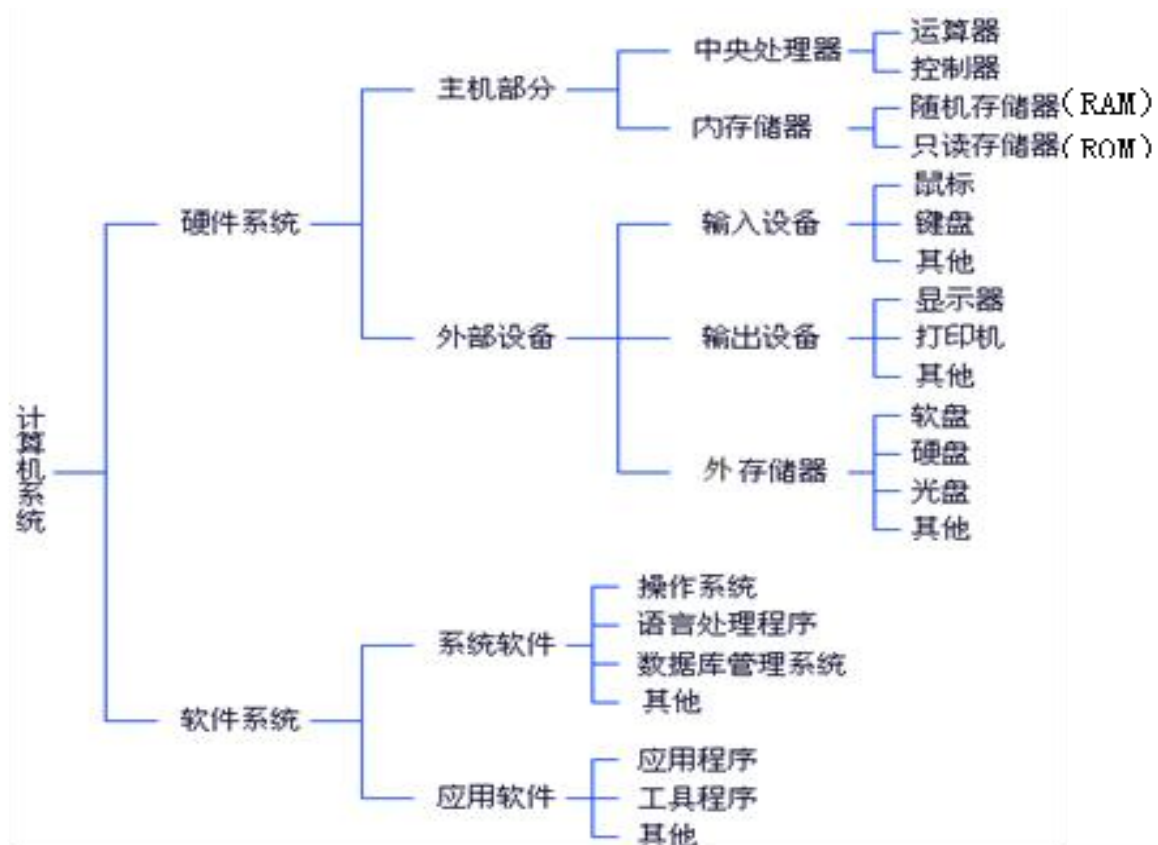 计算机系统
硬件系统
主机部分
中央处理器
运算器
控制器
内存储器
随机存储器(RAM)
只读存储器(ROM)
外部设备
输入设备
鼠标
键盘
其他
输出设备
显示器
打印机
其他
外存储器
软盘
硬盘
光盘
其他
软件系统
系统软件
操作系统
语言处理程序
数据库管理系统
其他
应用软件
应用程序
工具程序
其他